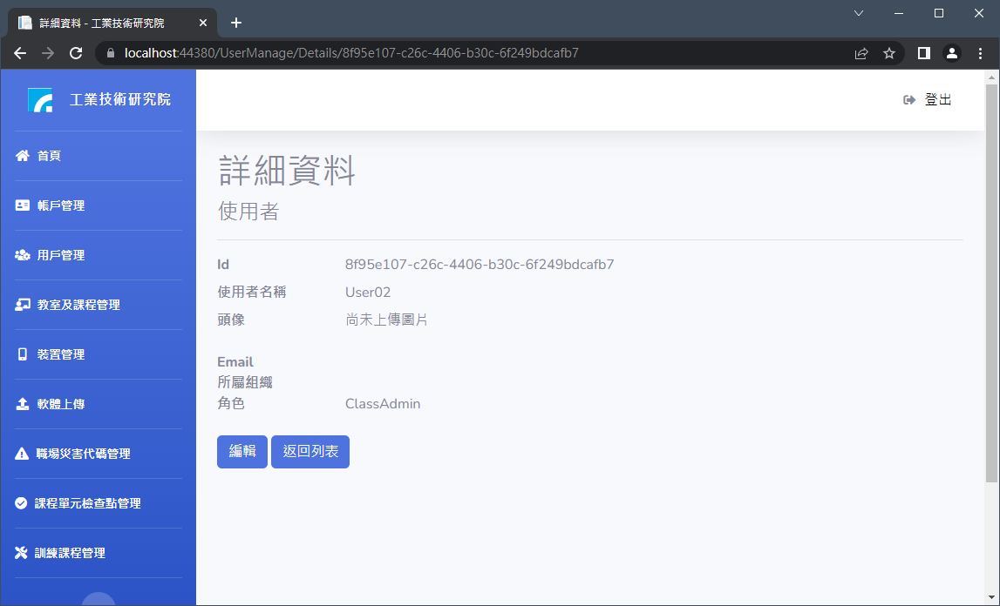 詳細資料 - 工業技術研究院
localhost:44380/UserManage/Details/8f95e107-c26c-4406-b30c-6f249bdcafb7
工業技術研究院
登出
首頁
帳戶管理
用戶管理
教室及課程管理
裝置管理
軟體上傳
職場災害代碼管理
課程單元檢查點管理
訓練課程管理
詳細資料
使用者
Id 8f95e107-c26c-4406-b30c-6f249bdcafb7
使用者名稱 User02
頭像 尚未上傳圖片
Email
所屬組織
角色 ClassAdmin
編輯 返回列表